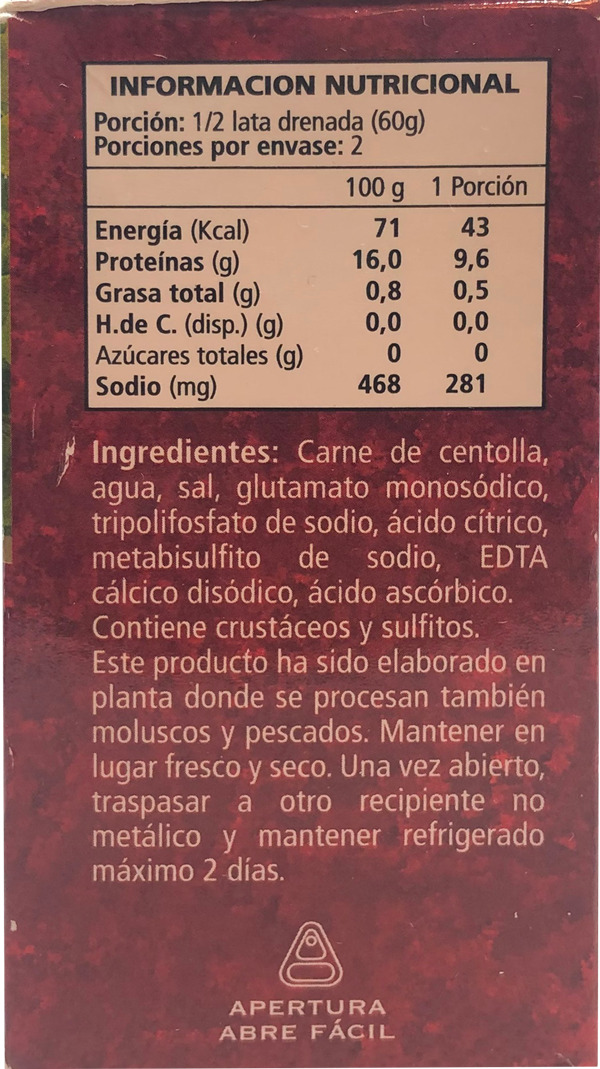 INFORMACION NUTRICIONAL
Porción: 1/2 lata drenada (60g)
Porciones por envase: 2
100 g 1 Porción
Energía (Kcal) 71 43
Proteínas (g) 16,0 9,6
Grasa total (g) 0,8 0,5
H.de C. (disp.) (g) 0,0 0,0
Azúcares totales (g) 0 0
Sodio (mg) 468 281
Ingredientes: Carne de centolla,
agua, sal, glutamato monosódico,
tripolifosfato de sodio, ácido cítrico,
metabisulfito de sodio, EDTA
cálcico disódico, ácido ascórbico.
Contiene crustáceos y sulfitos.
Este producto ha sido elaborado en
planta donde se procesan también
moluscos y pescados. Mantener en
lugar fresco y seco. Una vez abierto,
traspasar a otro recipiente no
metálico y mantener refrigerado
máximo 2 días.
APERTURA
ABRE FÁCIL